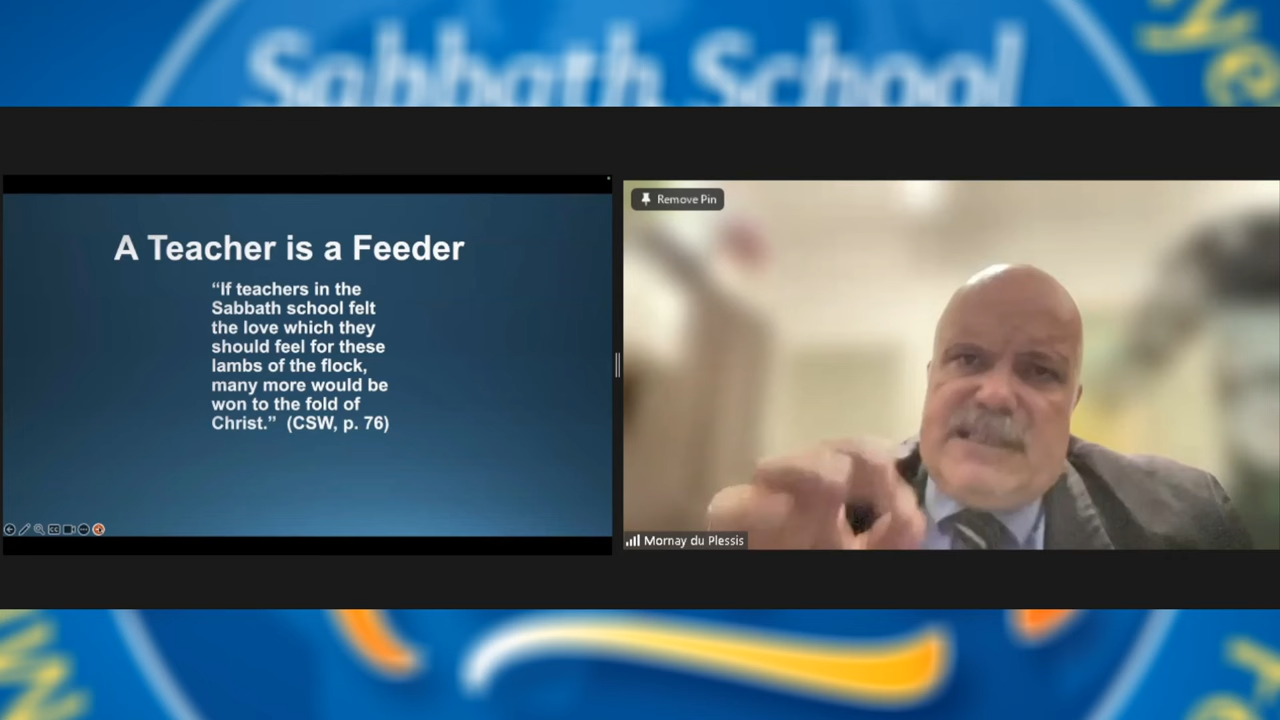 Sabbath School
A Teacher is a Feeder
“If teachers in the
Sabbath school felt
the love which they
should feel for these
lambs of the flock,
many more would be
won to the fold of
Christ.” (CSW, p. 76)
Remove Pin
Mornay du Plessis